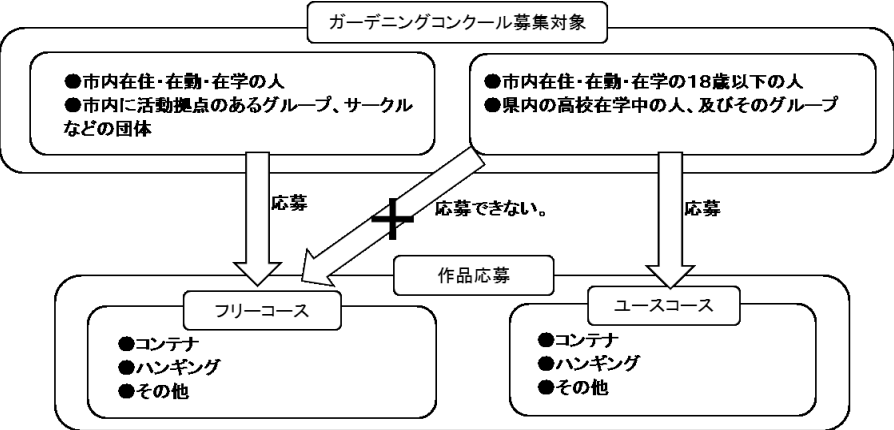 ガーデニングコンクール募集対象
●市内在住・在勤・在学の人
●市内に活動拠点のあるグループ、サークル
などの団体
●市内在住・在勤・在学の18歳以下の人
●県内の高校在学中の人、及びそのグループ
応募
応募できない。
応募
作品応募
フリーコース
●コンテナ
●ハンギング
●その他
ユースコース
●コンテナ
●ハンギング
●その他